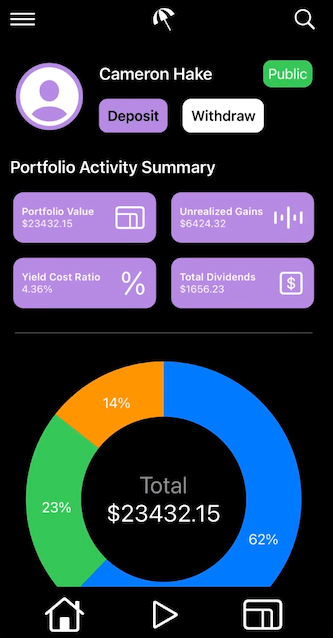 Cameron Hake
Public
Deposit
Withdraw
Portfolio Activity Summary
Portfolio Value
$23432.15
Unrealized Gains
$6424.32
Yield Cost Ratio
4.36%
%
Total Dividends
$1656.23
$
14%
23%
Total
$23432.15
62%